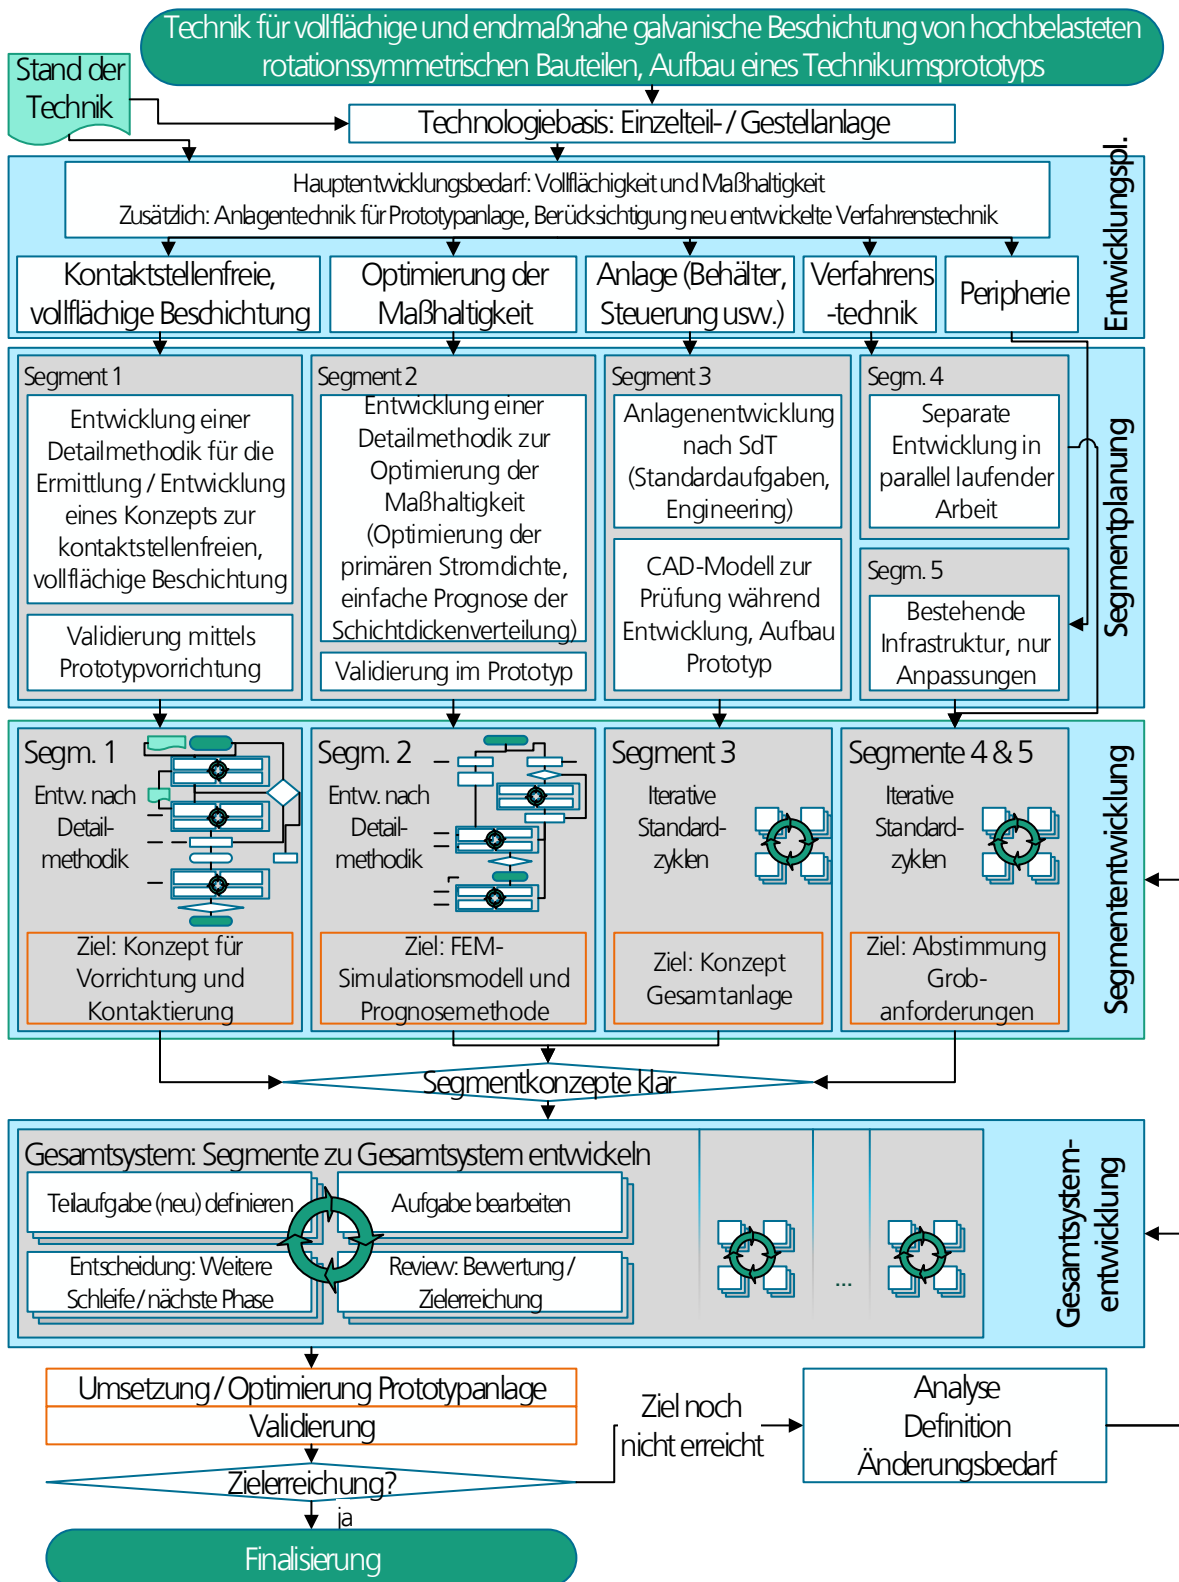 Technik für vollflächige und endmaßnahe galvanische Beschichtung von hochbelasteten
rotationssymmetrischen Bauteilen, Aufbau eines Technikumsprototyps
Stand der
Technik
Technologiebasis: Einzelteil- / Gestellanlage
Entwicklungspl.
Hauptentwicklungsbedarf: Vollflächigkeit und Maßhaltigkeit
Zusätzlich: Anlagentechnik für Prototypanlage, Berücksichtigung neu entwickelte Verfahrenstechnik
Kontaktstellenfreie,
vollflächige Beschichtung
Optimierung der
Maßhaltigkeit
Anlage (Behälter,
Steuerung usw.)
Verfahrens
-technik
Peripherie
Segmentplanung
Segment 1
Entwicklung einer
Detailmethodik für die
Ermittlung / Entwicklung
eines Konzepts zur
kontaktstellenfreien,
vollflächige Beschichtung
Validierung mittels
Prototypvorrichtung
Segment 2
Entwicklung einer
Detailmethodik zur
Optimierung der
Maßhaltigkeit
(Optimierung der
primären Stromdichte,
einfache Prognose der
Schichtdickenverteilung)
Validierung im Prototyp
Segment 3
Anlagenentwicklung
nach SdT
(Standardaufgaben,
Engineering)
CAD-Modell zur
Prüfung während
Entwicklung, Aufbau
Prototyp
Segm. 4
Separate
Entwicklung in
parallel laufender
Arbeit
Segm. 5
Bestehende
Infrastruktur, nur
Anpassungen
Segmententwicklung
Segm. 1
Entw. nach
Detail-
methodik
Ziel: Konzept für
Vorrichtung und
Kontaktierung
Segm. 2
Entw. nach
Detail-
methodik
Ziel: FEM-
Simulationsmodell und
Prognosemethode
Segment 3
Iterative
Standard-
zyklen
Ziel: Konzept
Gesamtanlage
Segmente 4 & 5
Iterative
Standard-
zyklen
Ziel: Abstimmung
Grob-
anforderungen
Segmentkonzepte klar
Gesamtsystem-
entwicklung
Gesamtsystem: Segmente zu Gesamtsystem entwickeln
Teilaufgabe (neu) definieren
Aufgabe bearbeiten
Entscheidung: Weitere
Schleife / nächste Phase
Review: Bewertung /
Zielerreichung
...
Umsetzung / Optimierung Prototypanlage
Validierung
Zielerreichung?
Ziel noch
nicht erreicht
Analyse
Definition
Änderungsbedarf
ja
Finalisierung